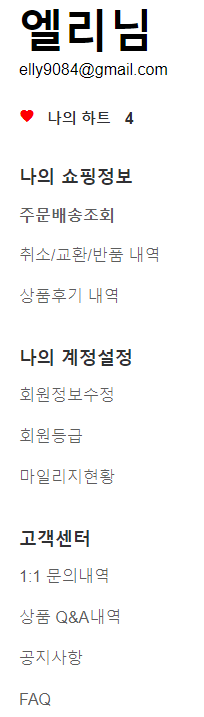 엘리님
elly9084@gmail.com
나의 하트 4
나의 쇼핑정보
주문배송조회
취소/교환/반품 내역
상품후기 내역
나의 계정설정
회원정보수정
회원등급
마일리지현황
고객센터
1:1 문의내역
상품 Q&A내역
공지사항
FAQ